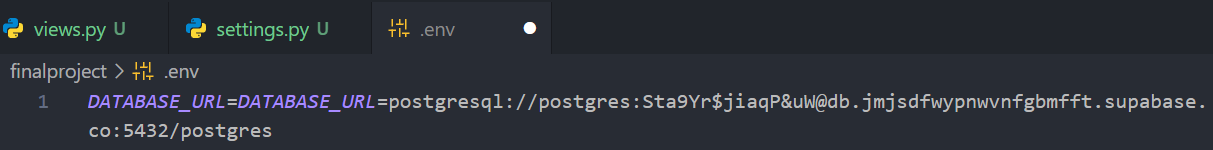 views.py U settings.py U .env
finalproject > .env
1 DATABASE_URL=DATABASE_URL=postgresql://postgres:Sta9Yr$jiaqP&uW@db.jmjsdfwypnwvnfgbmfft.supabase.
co:5432/postgres